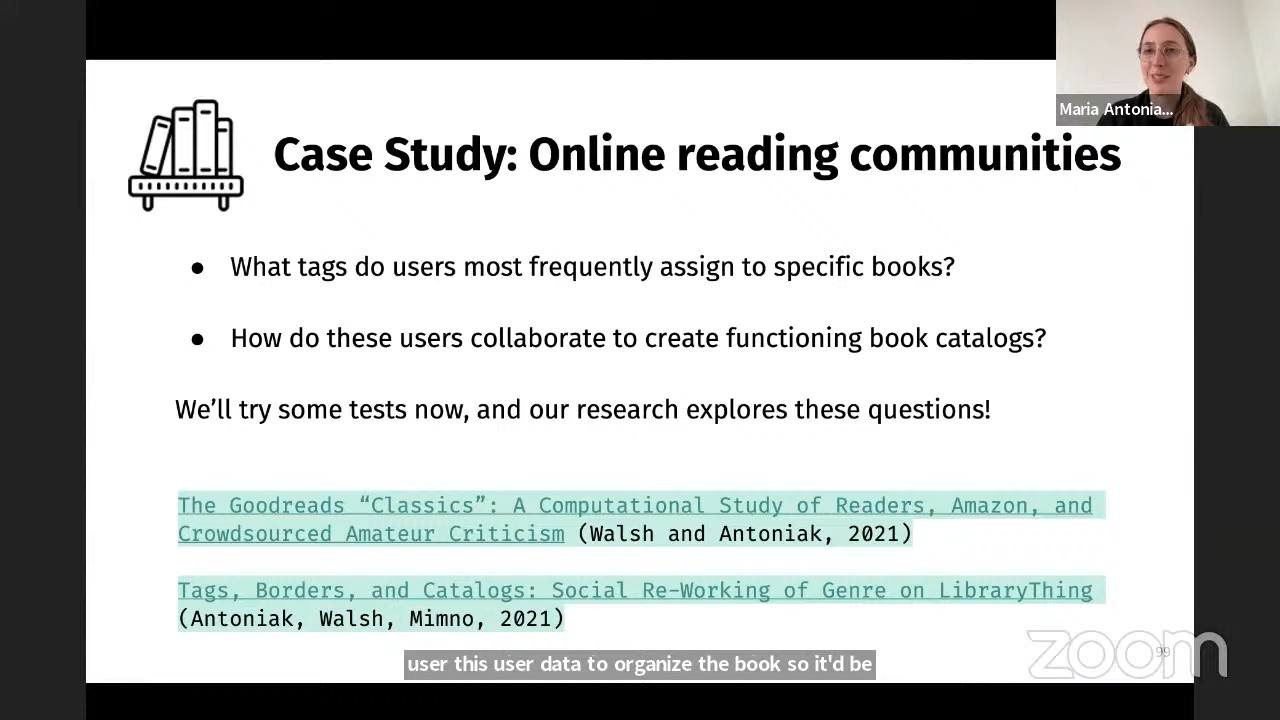 Maria Antonia...
Case Study: Online reading communities
● What tags do users most frequently assign to specific books?
● How do these users collaborate to create functioning book catalogs?
We’ll try some tests now, and our research explores these questions!
The Goodreads “Classics”: A Computational Study of Readers, Amazon, and
Crowdsourced Amateur Criticism (Walsh and Antoniak, 2021)
Tags, Borders, and Catalogs: Social Re-Working of Genre on LibraryThing
(Antoniak, Walsh, Mimno, 2021)
user this user data to organize the book so it'd be
zoom
99